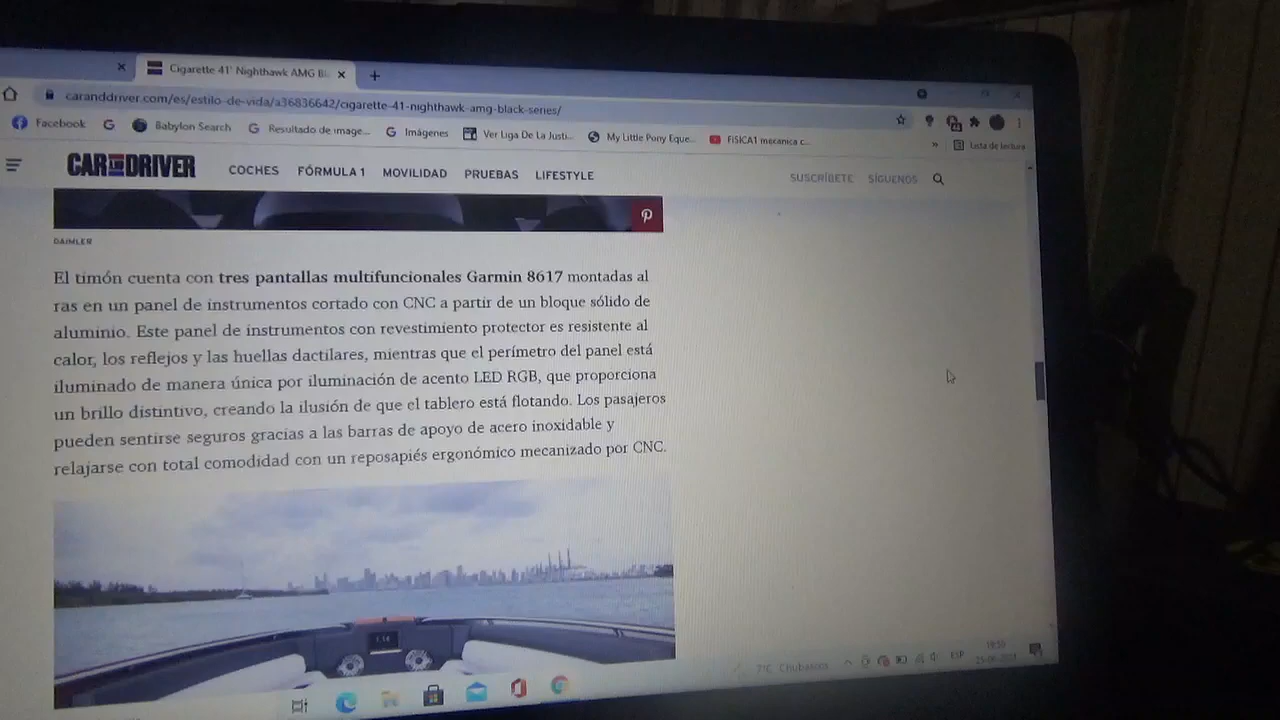 Cigarette 41' Nighthawk AMG Bl
caranddriver.com/es/estilo-de-vida/a36836642/cigarette-41-nighthawk-amg-black-series/
Facebook
Babylon Search
Resultado de image...
Imágenes
Ver Liga De La Justi...
My Little Pony Eque...
FISICA1 mecanica c...
»
Lista de lectura
CAR AND DRIVER
COCHES
FÓRMULA 1
MOVILIDAD
PRUEBAS
LIFESTYLE
SUSCRÍBETE
SÍGUENOS
DAIMLER
El timón cuenta con tres pantallas multifuncionales Garmin 8617 montadas al
ras en un panel de instrumentos cortado con CNC a partir de un bloque sólido de
aluminio. Este panel de instrumentos con revestimiento protector es resistente al
calor, los reflejos y las huellas dactilares, mientras que el perímetro del panel está
iluminado de manera única por iluminación de acento LED RGB, que proporciona
un brillo distintivo, creando la ilusión de que el tablero está flotando. Los pasajeros
pueden sentirse seguros gracias a las barras de apoyo de acero inoxidable y
relajarse con total comodidad con un reposapiés ergonómico mecanizado por CNC.
7°C Chubascos
ESP